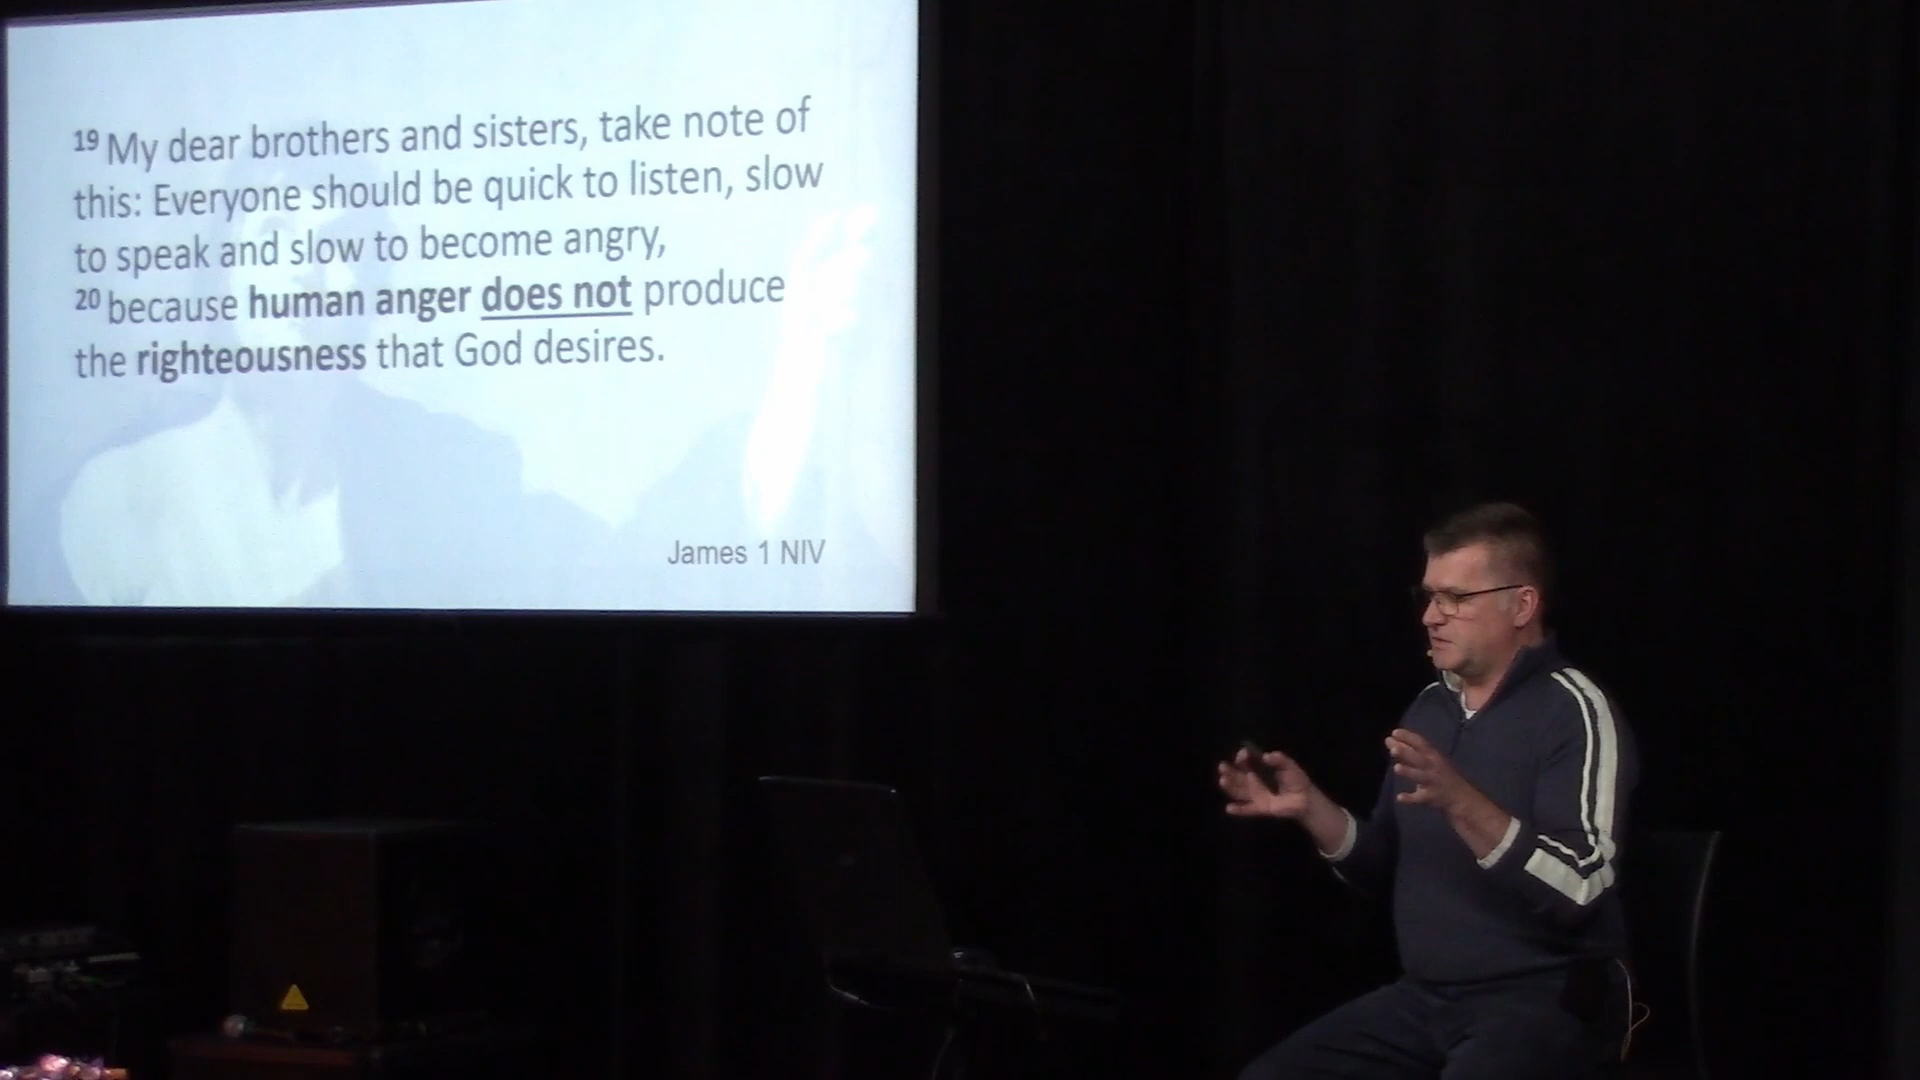 19 My dear brothers and sisters, take note of
this: Everyone should be quick to listen, slow
to speak and slow to become angry,
20 because human anger does not produce
the righteousness that God desires.
James 1 NIV